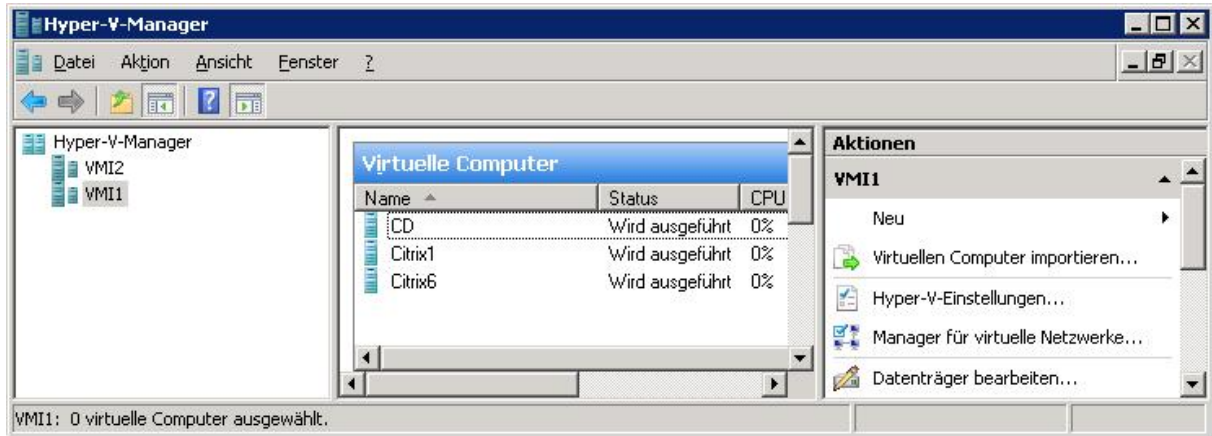 Hyper-V-Manager
Datei Aktion Ansicht Fenster ?
Hyper-V-Manager
VMI2
VMI1
Virtuelle Computer
Name Status CPU
CD Wird ausgeführt 0%
Citrix1 Wird ausgeführt 0%
Citrix6 Wird ausgeführt 0%
Aktionen
VMI1
Neu
Virtuellen Computer importieren...
Hyper-V-Einstellungen...
Manager für virtuelle Netzwerke...
Datenträger bearbeiten...
VMI1: 0 virtuelle Computer ausgewählt.